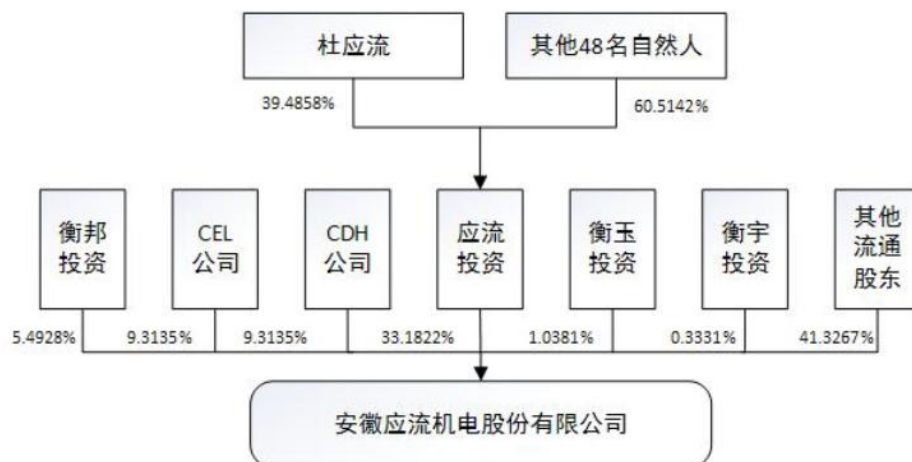 杜应流
其他48名自然人
39.4858%
60.5142%
衡邦
投资
CEL
公司
CDH
公司
应流
投资
衡玉
投资
衡宇
投资
其他
流通
股东
5.4928%
9.3135%
9.3135%
33.1822%
1.0381%
0.3331%
41.3267%
安徽应流机电股份有限公司